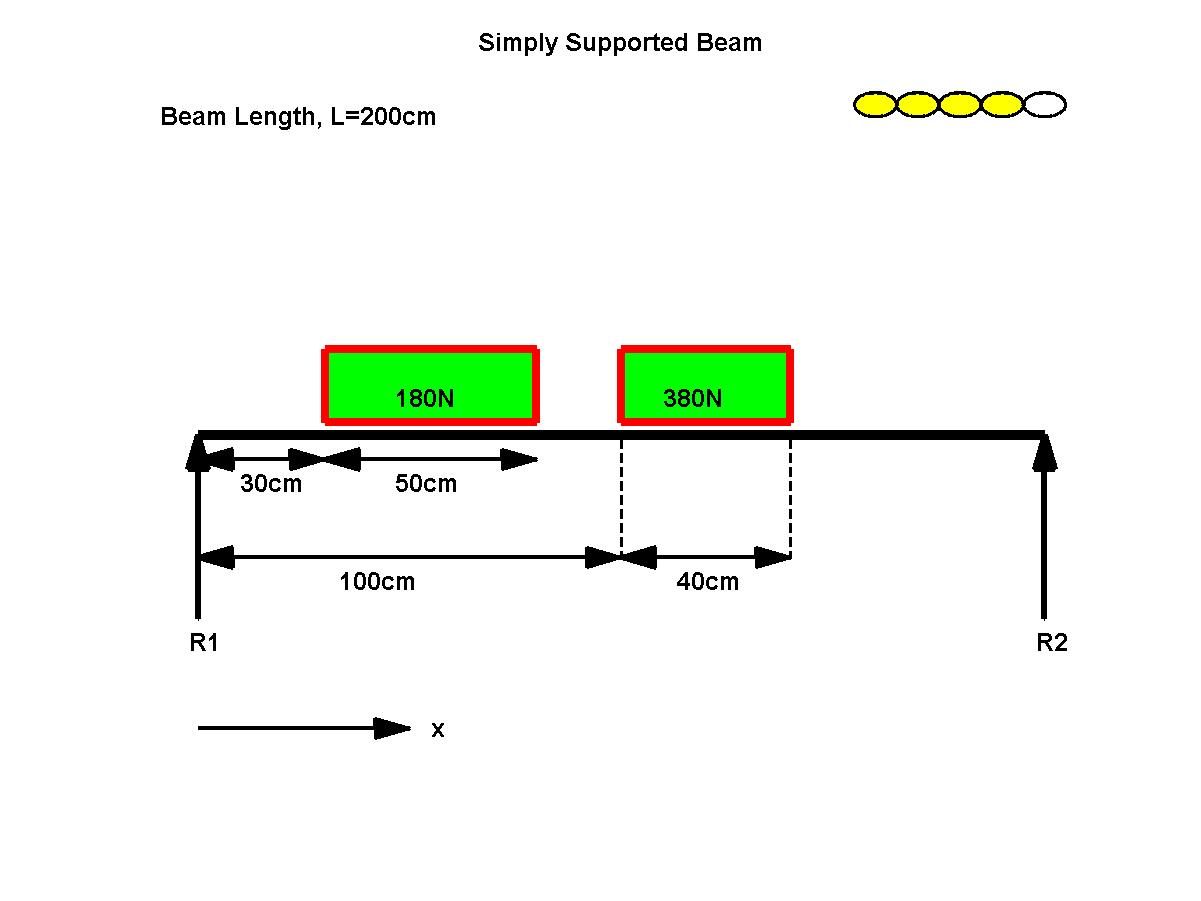 Simply Supported Beam
Beam Length, L=200cm
180N
380N
30cm
50cm
100cm
40cm
R1
R2
x